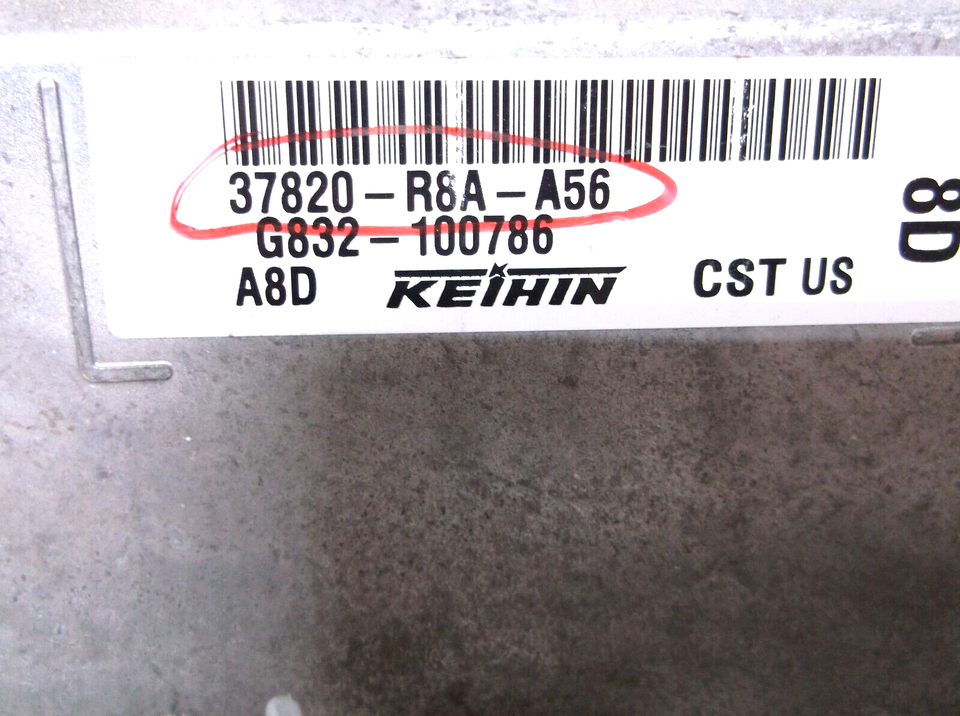 37820-R8A-A56
G832-100786
A8D KEIHIN CST US
8D